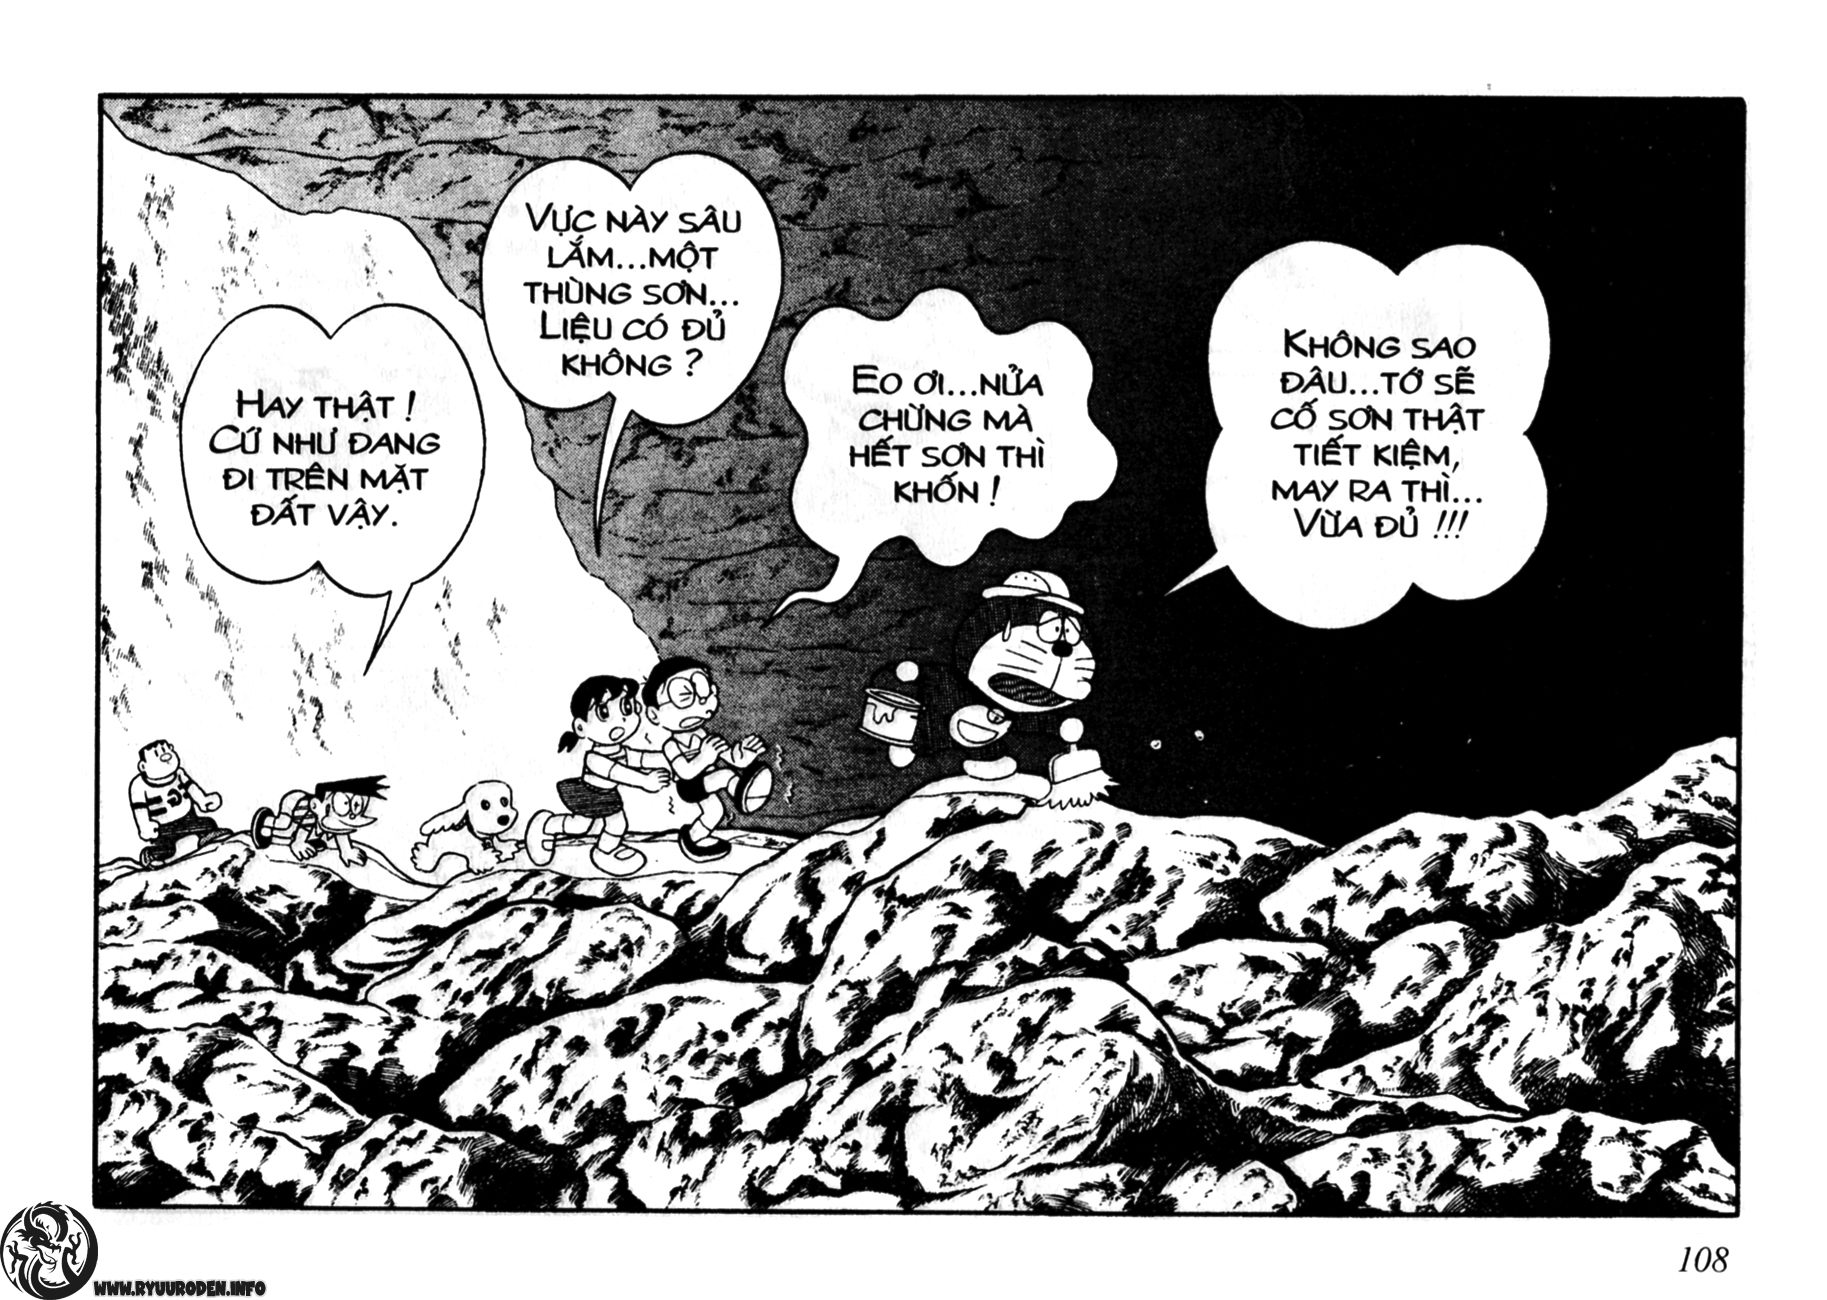 HAY THẬT !
CỨ NHƯ ĐANG
ĐI TRÊN MẶT
ĐẤT VẬY.
VỰC NÀY SÂU
LẮM...MỘT
THÙNG SƠN...
LIỆU CÓ ĐỦ
KHÔNG ?
EO ƠI...NỬA
CHỪNG MÀ
HẾT SƠN THÌ
KHỐN !
KHÔNG SAO
ĐÂU...TỚ SẼ
CỐ SƠN THẬT
TIẾT KIỆM,
MAY RA THÌ...
VỪA ĐỦ !!!
108
WWW.RYUURODEN.INFO